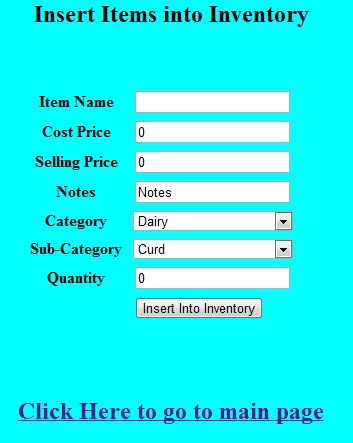 Insert Items into Inventory
Item Name
Cost Price 0
Selling Price 0
Notes Notes
Category Dairy
Sub-Category Curd
Quantity 0
Insert Into Inventory
Click Here to go to main page